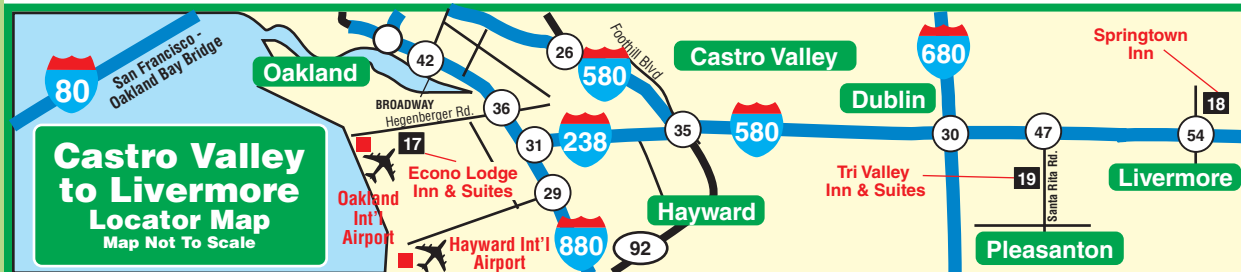 80
San Francisco -
Oakland Bay Bridge
Oakland
42
BROADWAY
Hegenberger Rd.
36
26
580
Foothill Blvd
Castro Valley
680
Springtown
Inn
18
Dublin
Castro Valley
to Livermore
Locator Map
Map Not To Scale
17
Econo Lodge
Inn & Suites
31
238
35
580
30
47
54
Tri Valley
Inn & Suites
19
Santa Rita Rd.
Livermore
Oakland
Int'l
Airport
29
Hayward
Hayward Int'l
Airport
880
92
Pleasanton